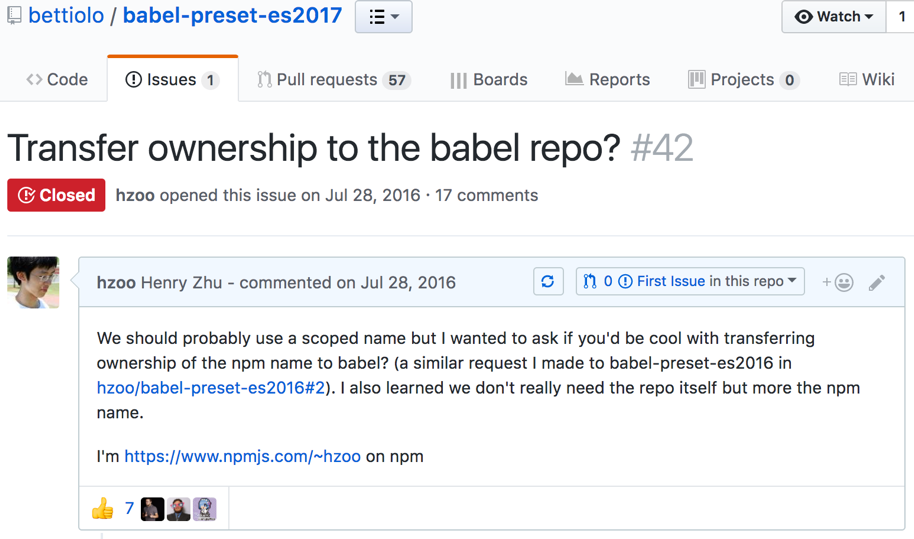 bettiolo / babel-preset-es2017
Watch 1
Code Issues 1 Pull requests 57 Boards Reports Projects 0 Wiki
Transfer ownership to the babel repo? #42
Closed hzoo opened this issue on Jul 28, 2016 · 17 comments
hzoo Henry Zhu - commented on Jul 28, 2016 0 First Issue in this repo +
We should probably use a scoped name but I wanted to ask if you'd be cool with transferring
ownership of the npm name to babel? (a similar request I made to babel-preset-es2016 in
hzoo/babel-preset-es2016#2). I also learned we don't really need the repo itself but more the npm
name.
I'm https://www.npmjs.com/~hzoo on npm
7